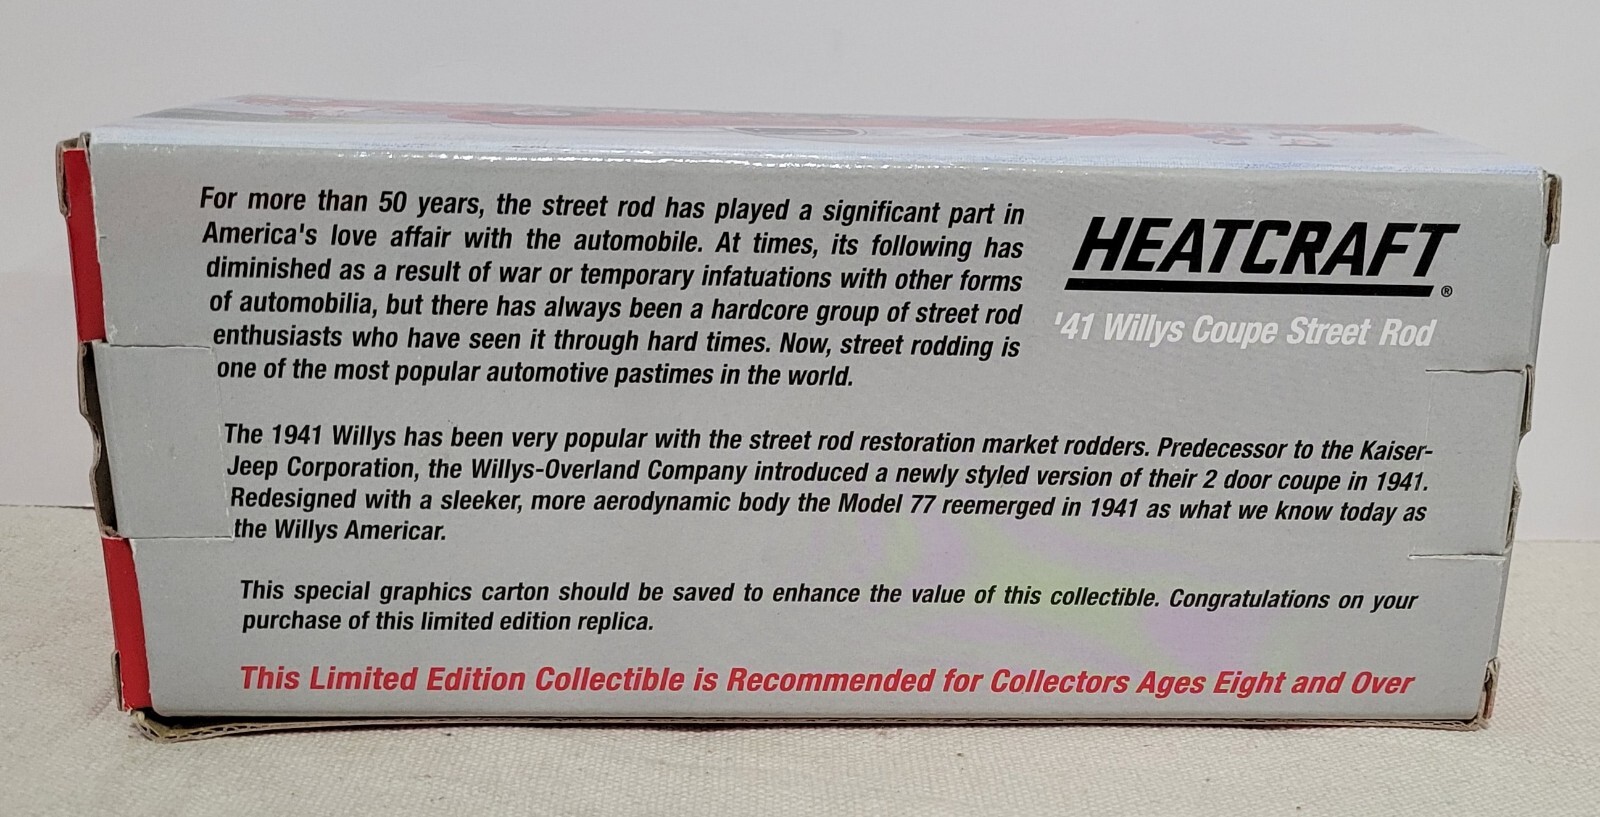 For more than 50 years, the street rod has played a significant part in
America's love affair with the automobile. At times, its following has
diminished as a result of war or temporary infatuations with other forms
of automobilia, but there has always been a hardcore group of street rod
enthusiasts who have seen it through hard times. Now, street rodding is
one of the most popular automotive pastimes in the world.
HEATCRAFT®
'41 Willys Coupe Street Rod
The 1941 Willys has been very popular with the street rod restoration market rodders. Predecessor to the Kaiser-
Jeep Corporation, the Willys-Overland Company introduced a newly styled version of their 2 door coupe in 1941.
Redesigned with a sleeker, more aerodynamic body the Model 77 reemerged in 1941 as what we know today as
the Willys Americar.
This special graphics carton should be saved to enhance the value of this collectible. Congratulations on your
purchase of this limited edition replica.
This Limited Edition Collectible is Recommended for Collectors Ages Eight and Over